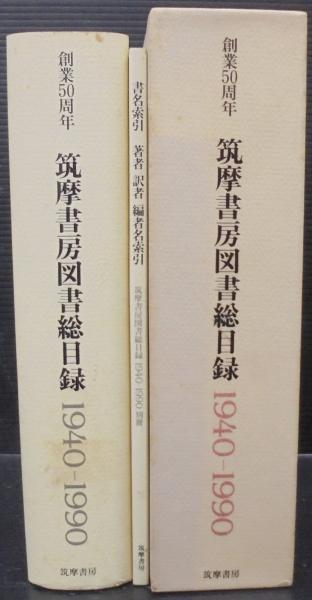 創業50周年
筑摩書房図書総目録
1940-1990
筑摩書房
書名索引
著者 訳者 編者名索引
筑摩書房図書総目録 1940-1990 別冊
筑摩書房
創業50周年
筑摩書房図書総目録
1940-1990
筑摩書房